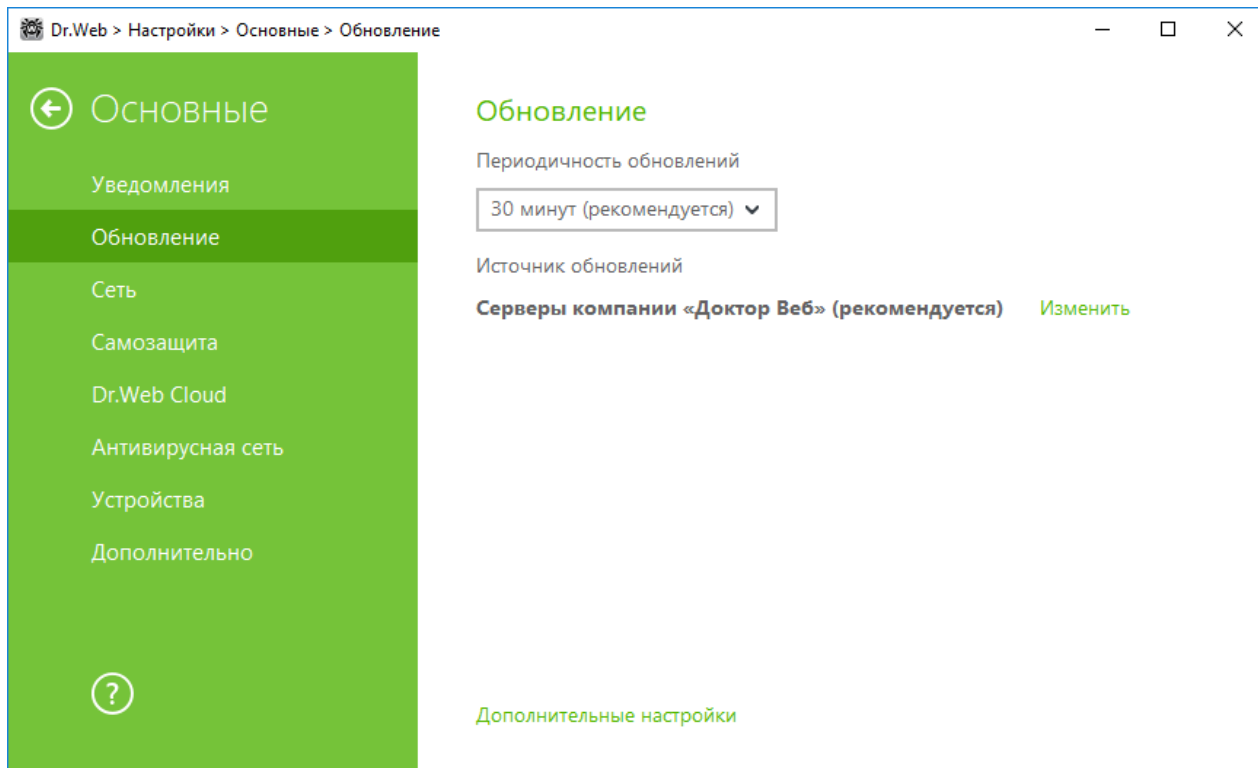 Dr.Web > Настройки > Основные > Обновление
Основные
Уведомления
Обновление
Сеть
Самозащита
Dr.Web Cloud
Антивирусная сеть
Устройства
Дополнительно
?
Обновление
Периодичность обновлений
30 минут (рекомендуется)
Источник обновлений
Серверы компании «Доктор Веб» (рекомендуется) Изменить
Дополнительные настройки